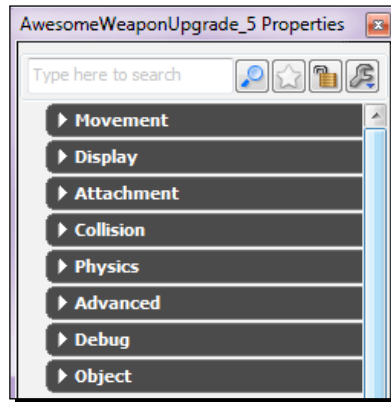 AwesomeWeaponUpgrade_5 Properties
Type here to search
Movement
Display
Attachment
Collision
Physics
Advanced
Debug
Object